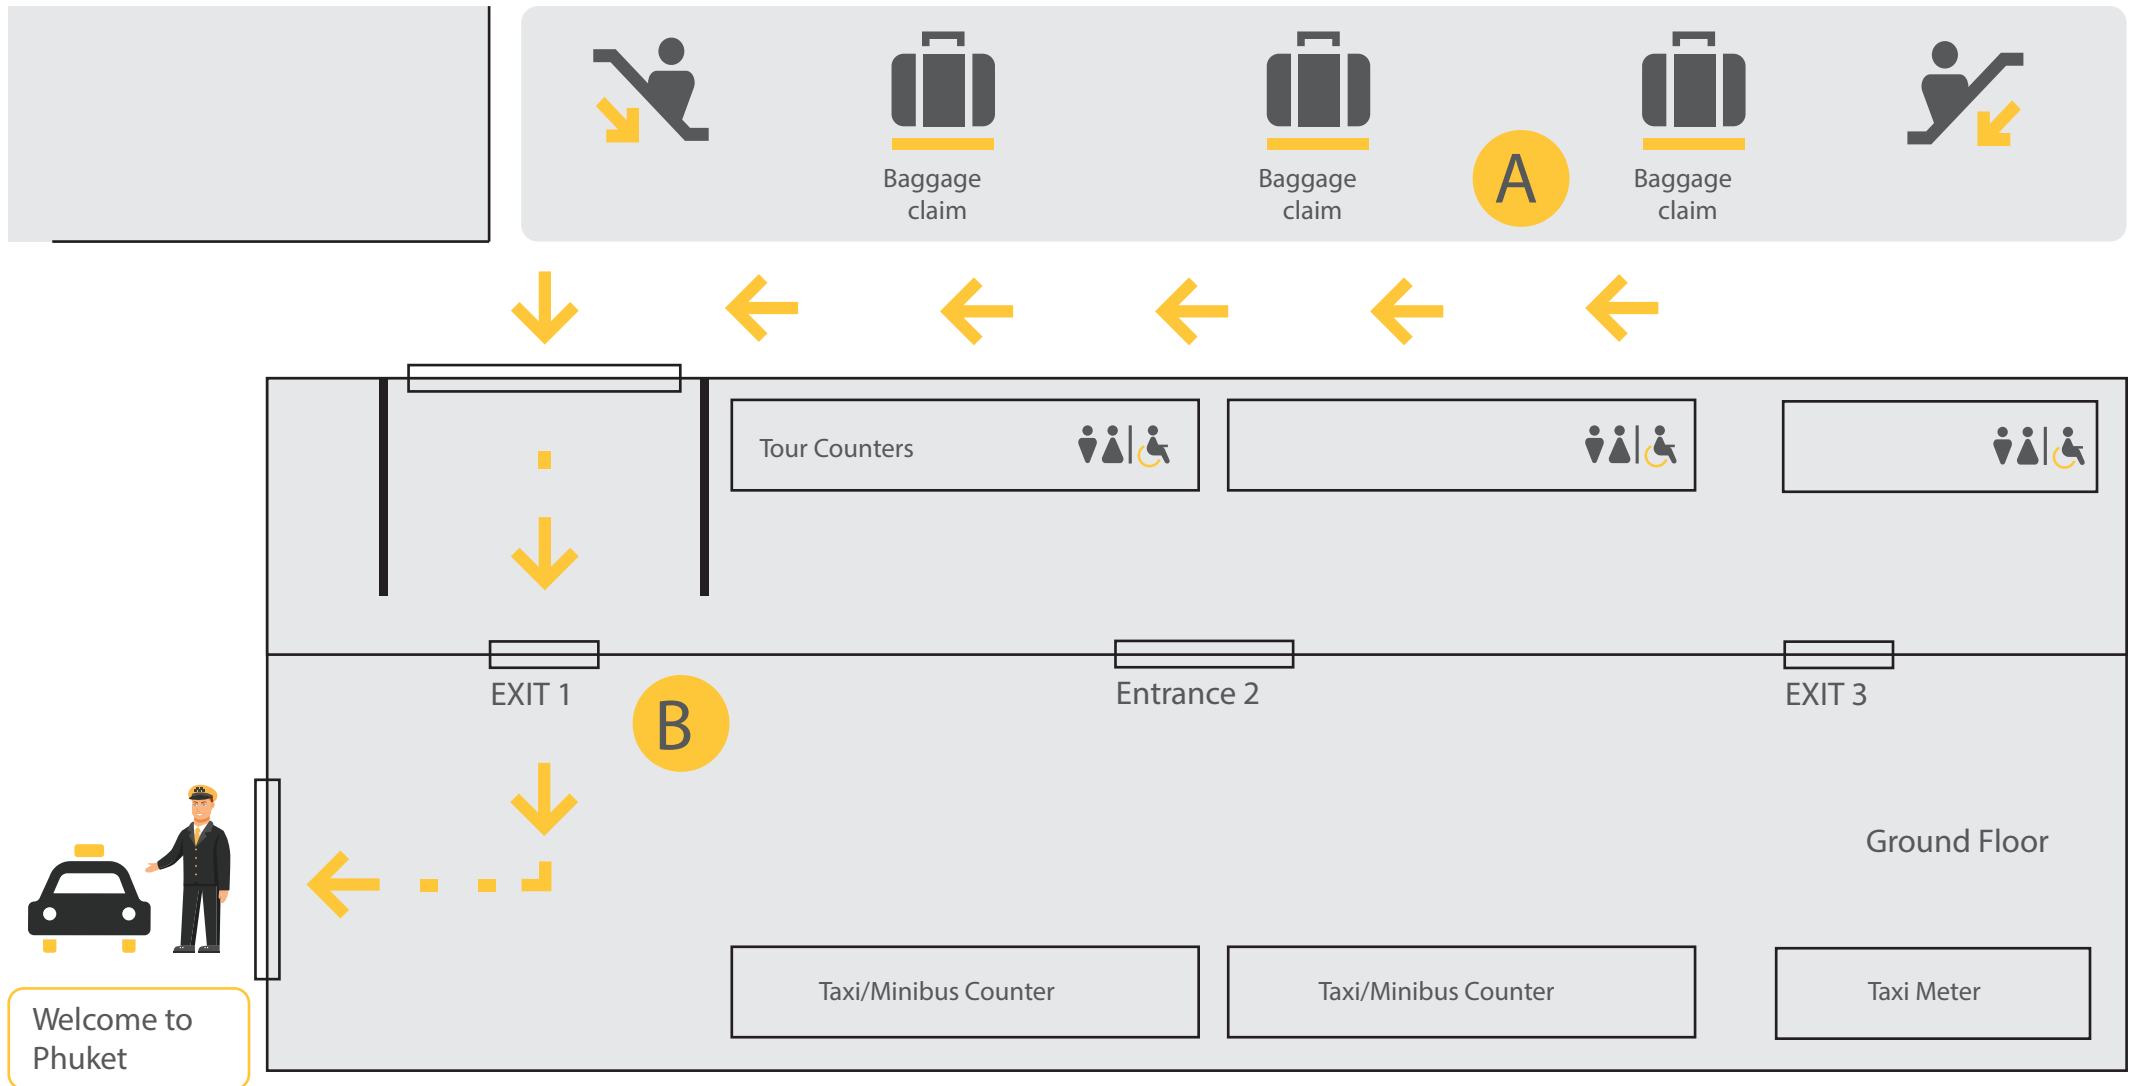 Baggage
claim
Baggage
claim
A
Baggage
claim
Tour Counters
EXIT 1
B
Entrance 2
EXIT 3
Ground Floor
Taxi/Minibus Counter
Taxi/Minibus Counter
Taxi Meter
Welcome to
Phuket